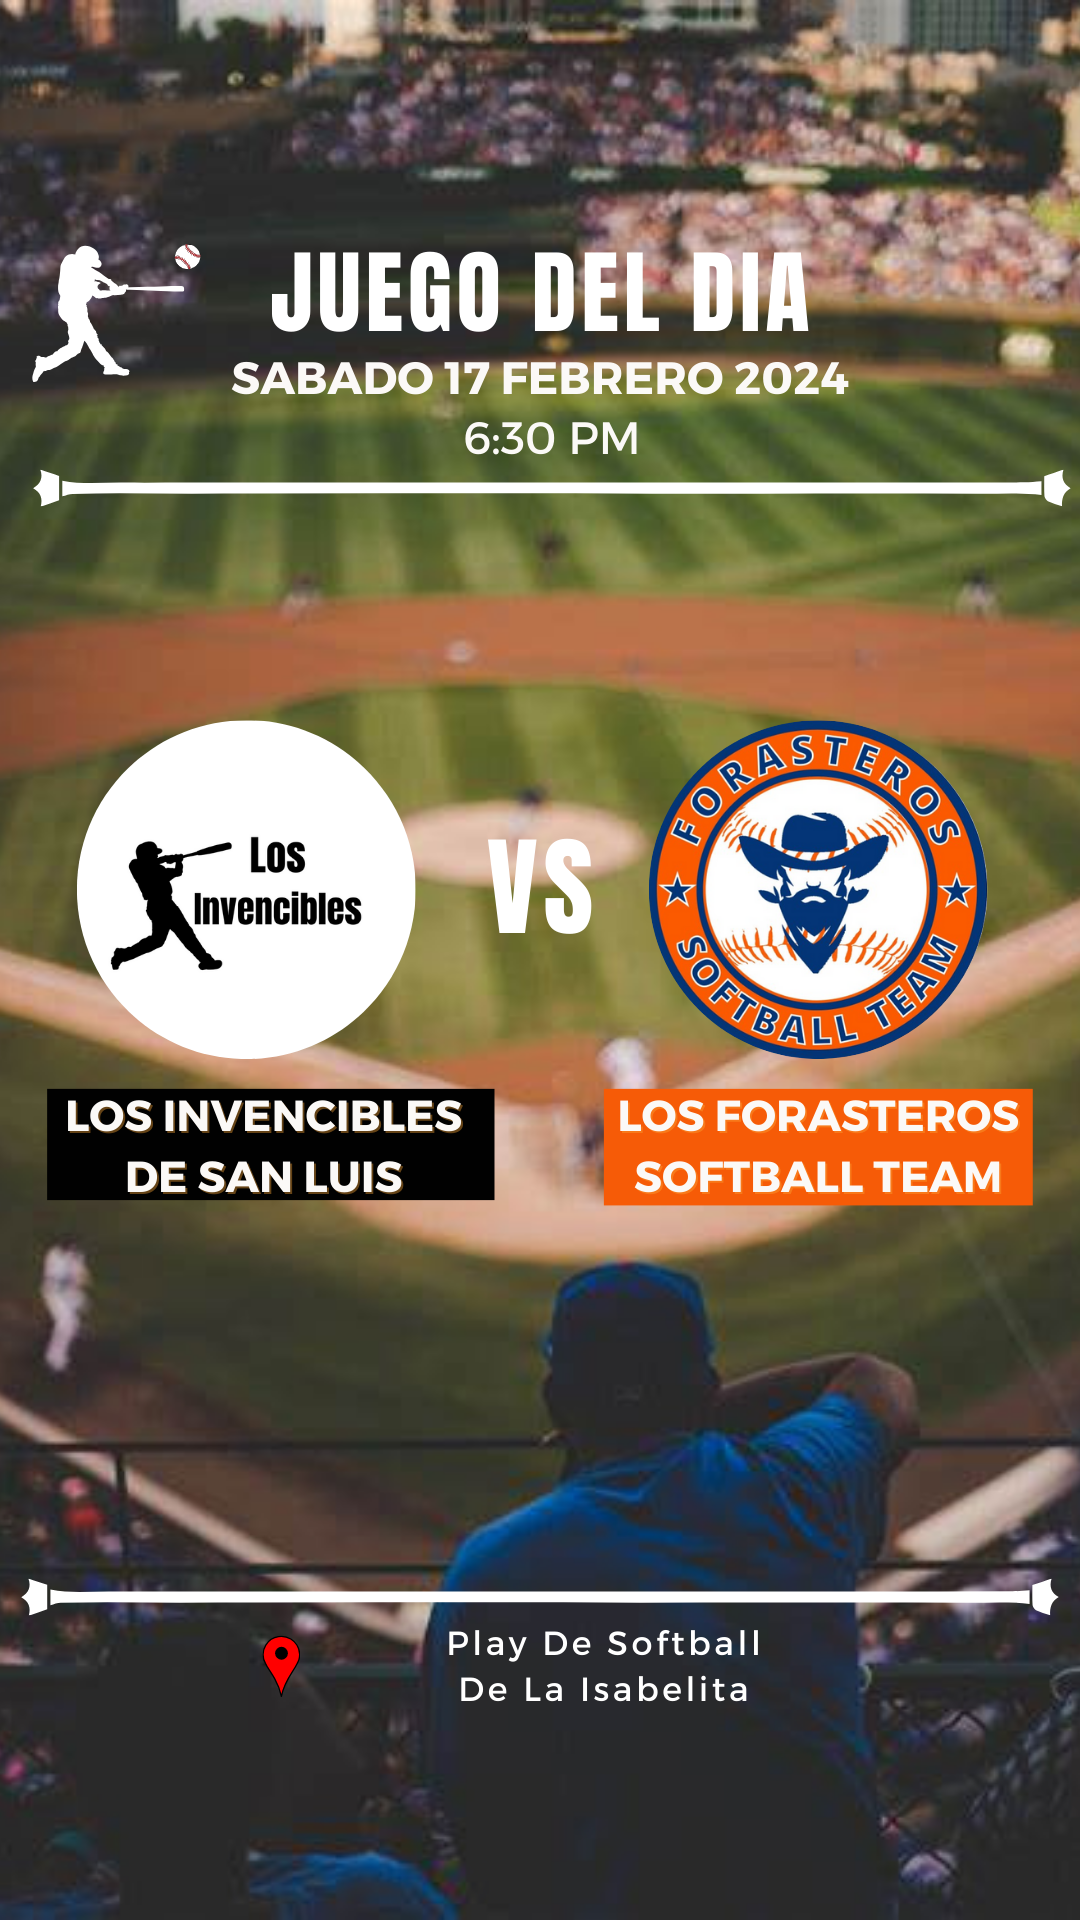 JUEGO DEL DIA
SABADO 17 FEBRERO 2024
6:30 PM
Los
Invencibles
VS
FORASTEROS
SOFTBALL TEAM
LOS INVENCIBLES
DE SAN LUIS
LOS FORASTEROS
SOFTBALL TEAM
Play De Softball
De La Isabelita